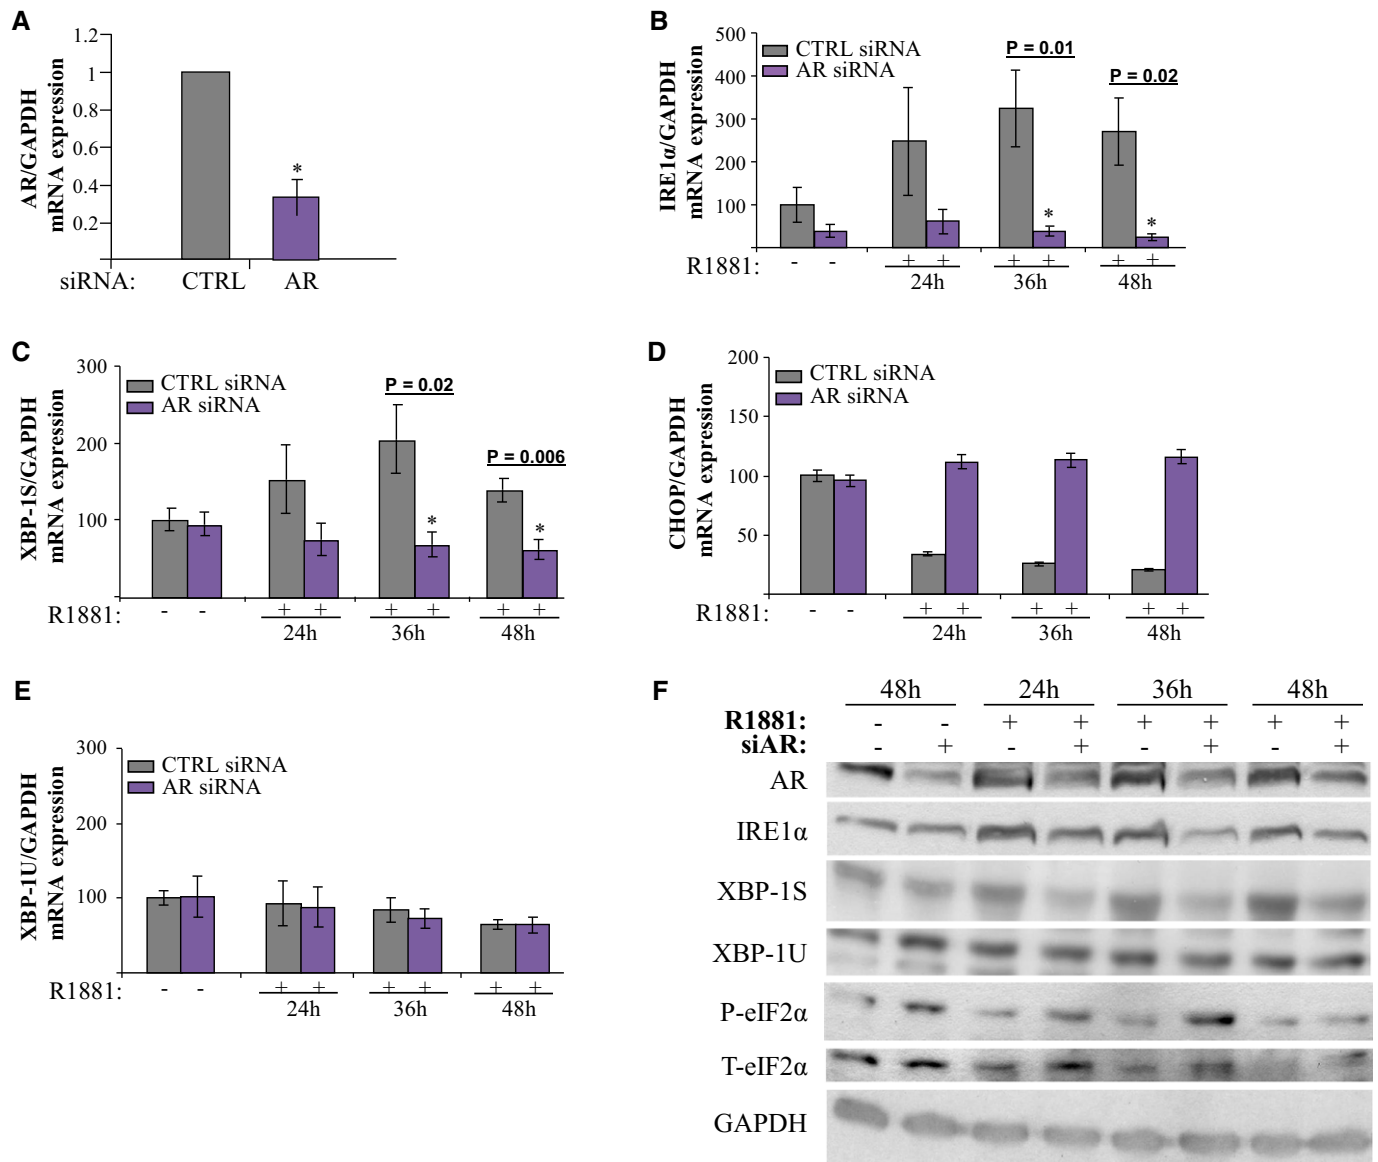 A
AR/GAPDH
mRNA expression
1.2
1
0.8
0.6
0.4
0.2
*
siRNA: CTRL AR
B
IRE1α/GAPDH
mRNA expression
500
400
300
200
100
CTRL siRNA
AR siRNA
P = 0.01
P = 0.02
* *
R1881: - - + + + + + +
24h 36h 48h
C
XBP-1S/GAPDH
mRNA expression
300
200
100
CTRL siRNA
AR siRNA
P = 0.02
P = 0.006
* *
R1881: - - + + + + + +
24h 36h 48h
D
CHOP/GAPDH
mRNA expression
200
150
100
50
CTRL siRNA
AR siRNA
- - + + + + + +
R1881:
24h 36h 48h
E
XBP-1U/GAPDH
mRNA expression
300
200
100
CTRL siRNA
AR siRNA
R1881: - - + + + + + +
24h 36h 48h
F
48h 24h 36h 48h
R1881: - - + + + + + +
siAR: - + - + - + - +
AR
IRE1α
XBP-1S
XBP-1U
P-eIF2α
T-eIF2α
GAPDH